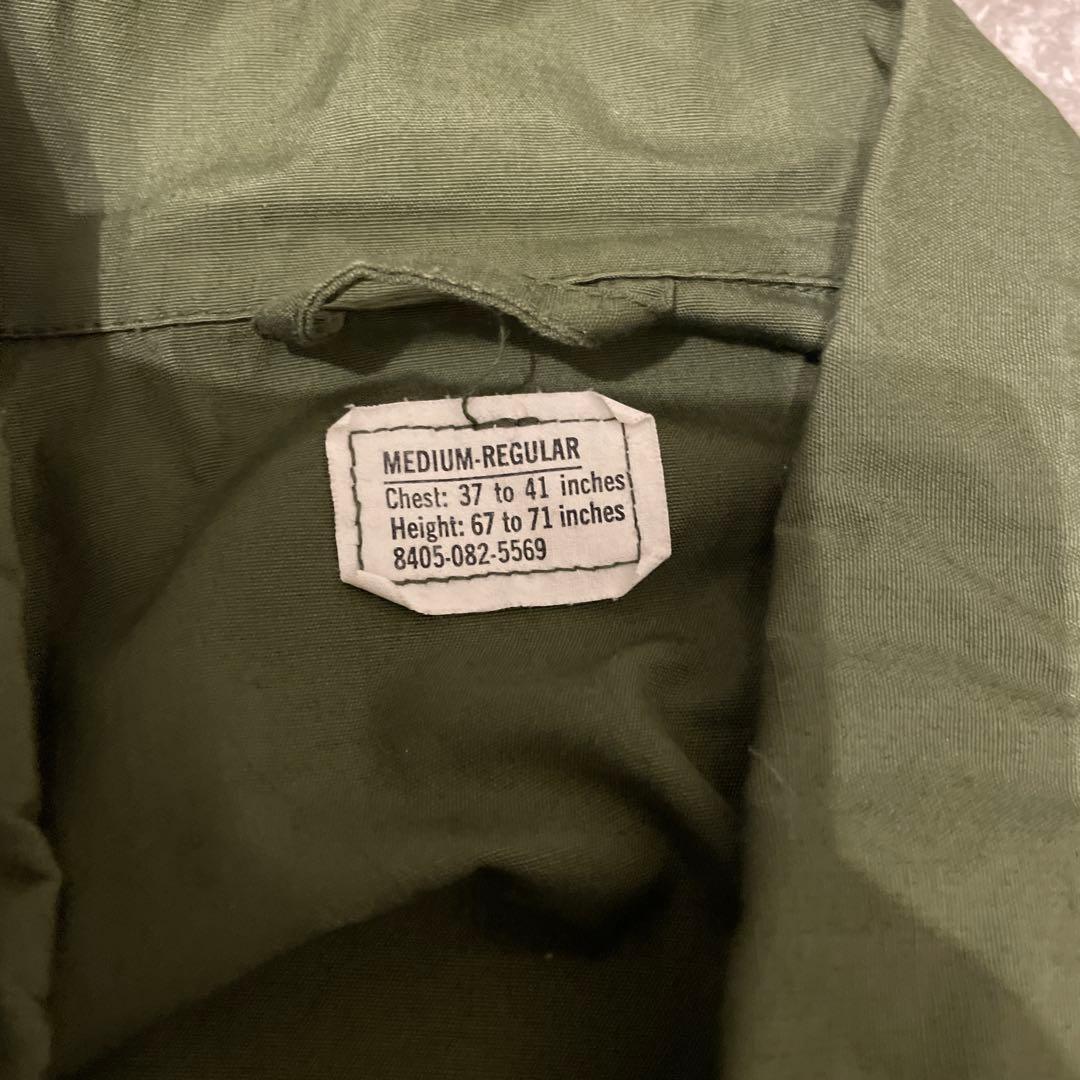 MEDIUM-REGULAR
Chest: 37 to 41 inches
Height: 67 to 71 inches
8405-082-5569